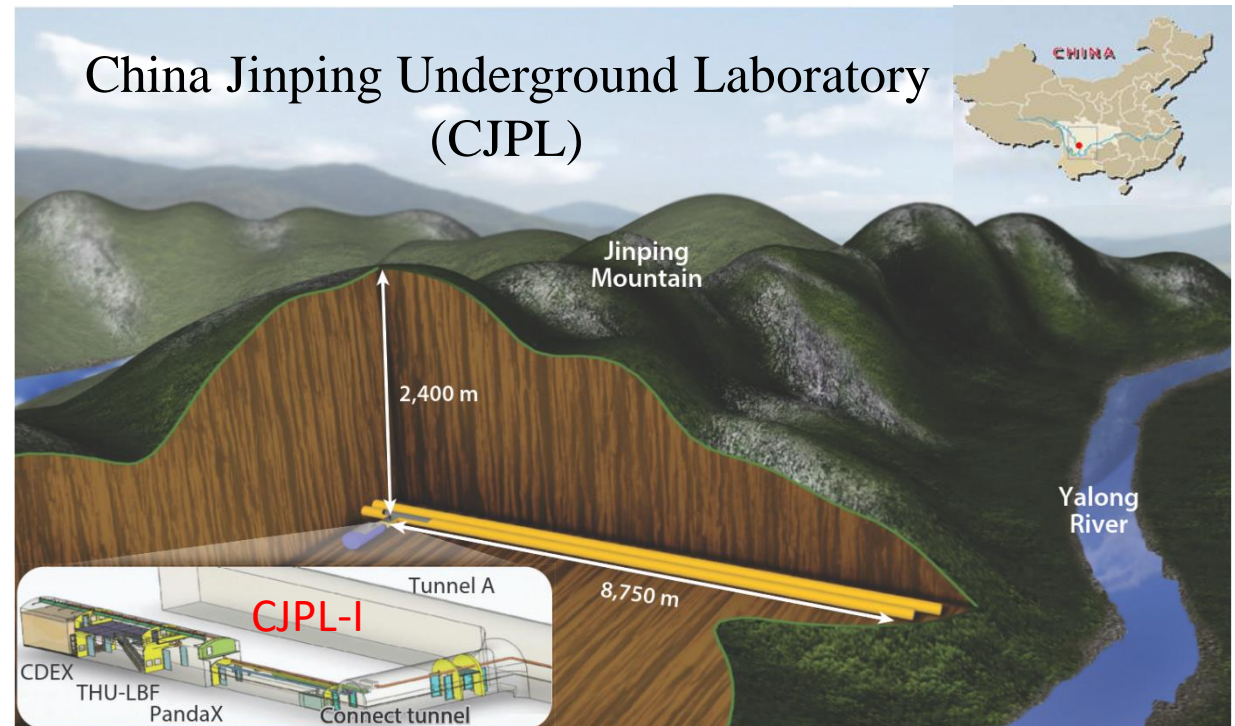 China Jinping Underground Laboratory
(CJPL)
CHINA
Jinping
Mountain
2,400 m
Yalong
River
8,750 m
Tunnel A
CJPL-I
CDEX
THU-LBF
PandaX
Connect tunnel